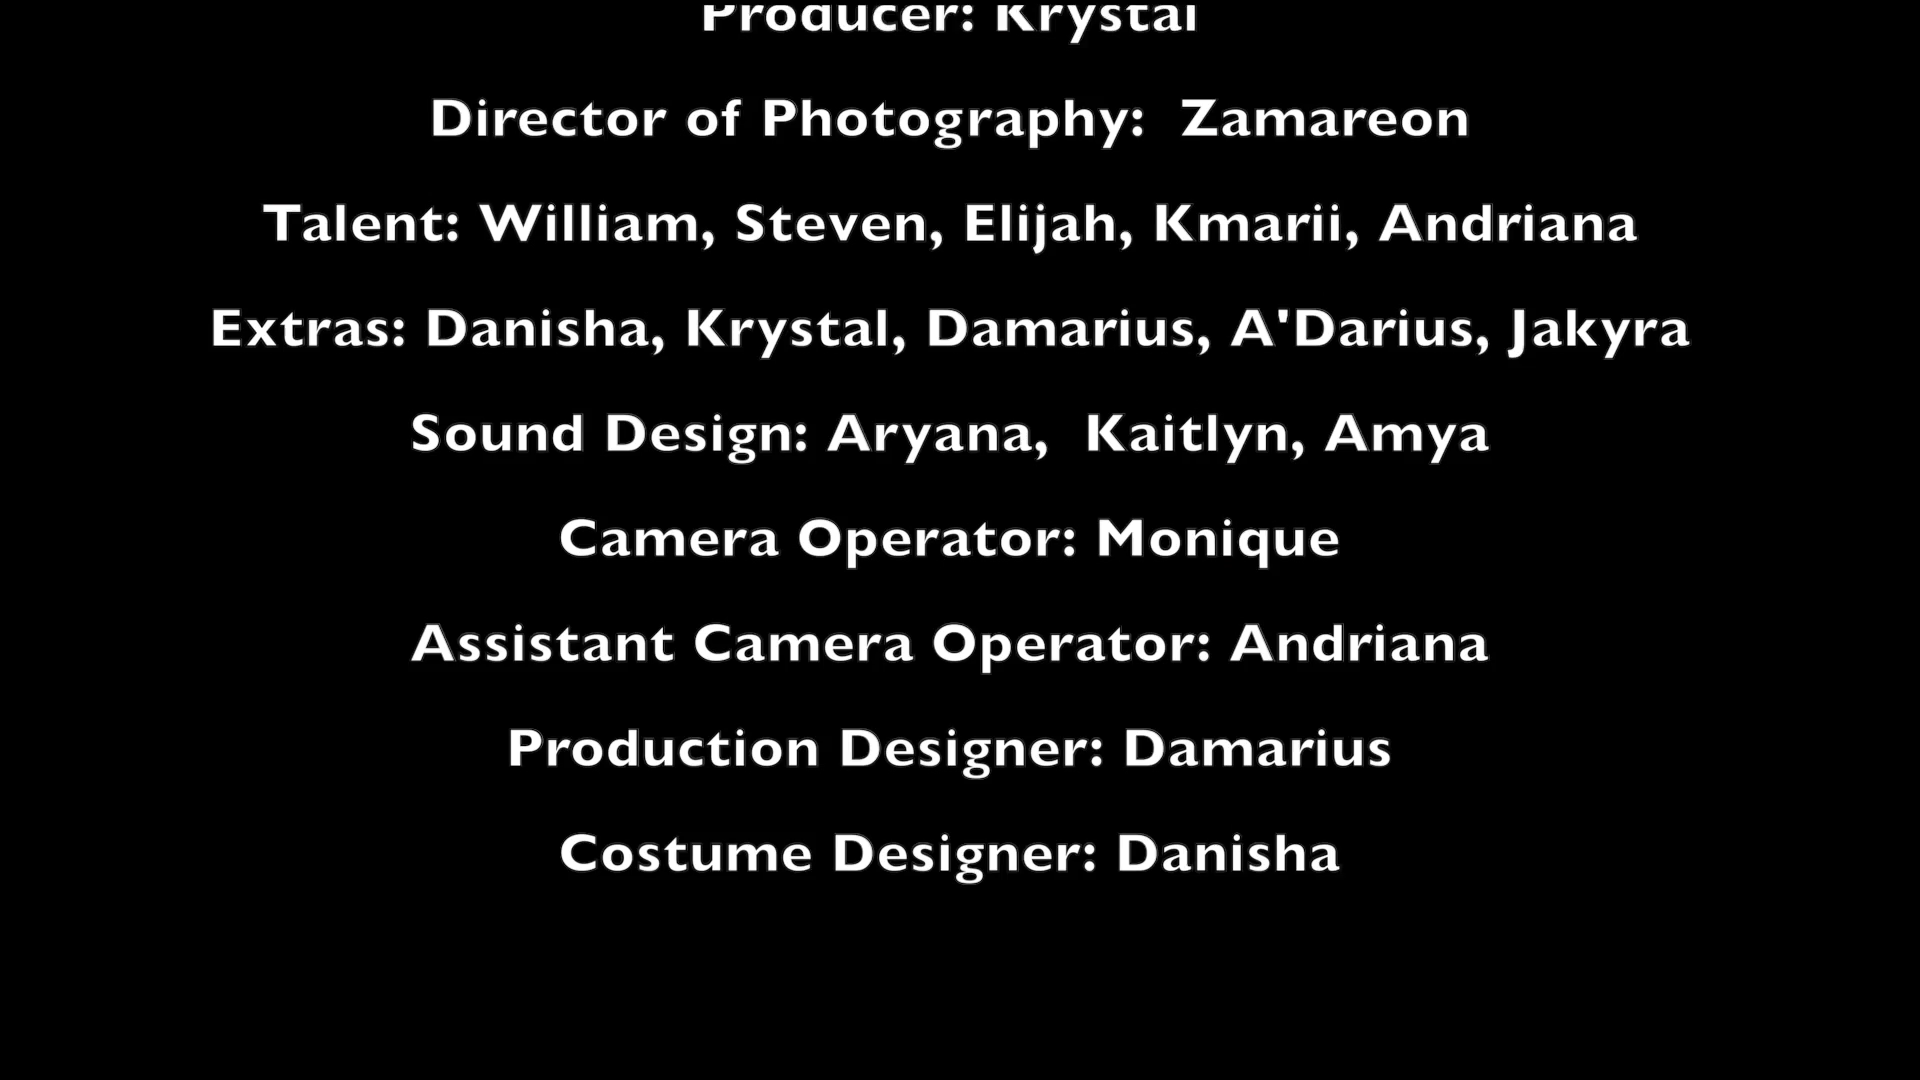 Producer: Krystal
Director of Photography:  Zamareon
Talent: William, Steven, Elijah, Kmarii, Andriana
Extras: Danisha, Krystal, Damarius, A'Darius, Jakyra
Sound Design: Aryana,  Kaitlyn, Amya
Camera Operator: Monique
Assistant Camera Operator: Andriana
Production Designer: Damarius
Costume Designer: Danisha